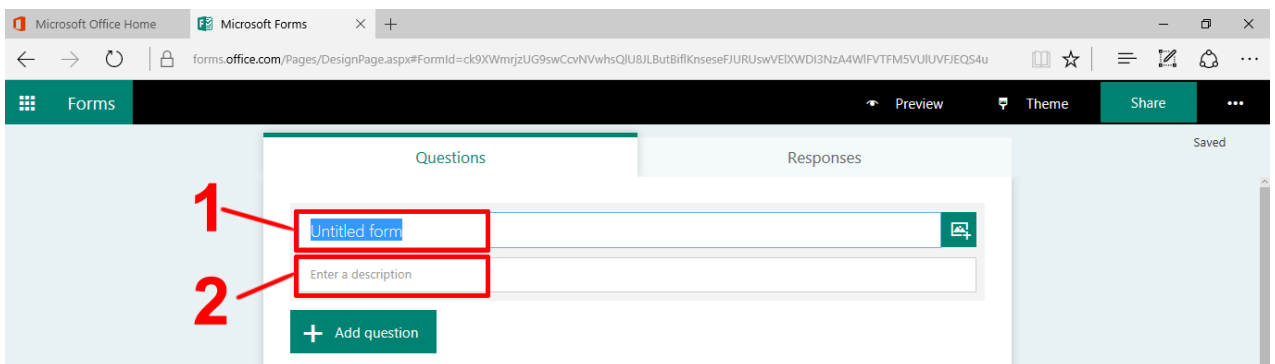 Microsoft Office Home
Microsoft Forms
forms.office.com/Pages/DesignPage.aspx#FormId=ck9XWmrjzUG9swCcvNVwhsQlU8JLButBiflKnseseFJURUswVElXWDI3NzA4WlFVTFM5VUlUVFJEQS4u
Forms
Preview
Theme
Share
Saved
Questions
Responses
1
Untitled form
Enter a description
2
Add question